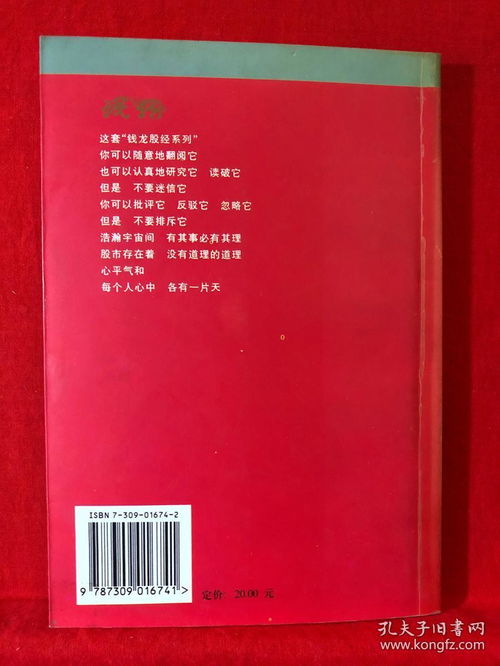 这套“钱龙股经系列”
你可以随意地翻阅它
也可以认真地研究它　读破它
但是　不要迷信它
你可以批评它　反驳它　忽略它
但是　不要排斥它
浩瀚宇宙间　有其事必有其理
股市存在着　没有道理的道理
心平气和
每个人心中　各有一片天
ISBN 7-309-01674-2
9 787309 016741 >
定价: 20.00 元
孔夫子旧书网
www.kongfz.com